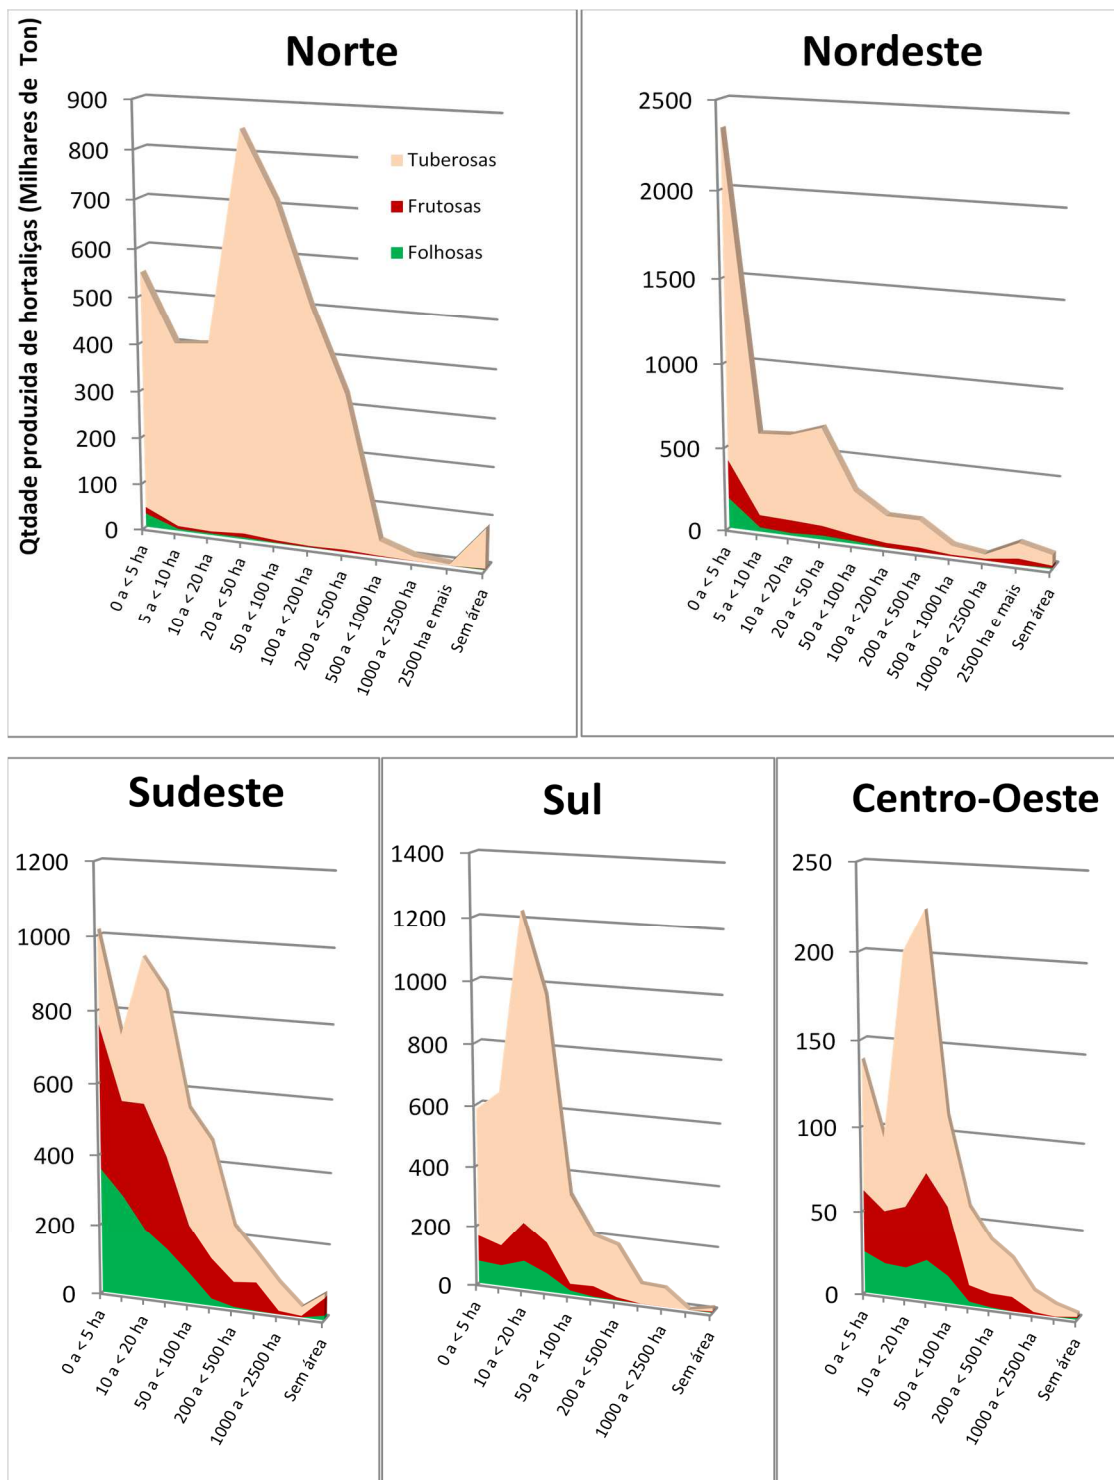 Qtdade produzida de hortaliças (Milhares de Ton)
Norte
900
800
700
600
500
400
300
200
100
0
Tuberosas
Frutosas
Folhosas
0 a < 5 ha
5 a < 10 ha
10 a < 20 ha
20 a < 50 ha
50 a < 100 ha
100 a < 200 ha
200 a < 500 ha
500 a < 1000 ha
1000 a < 2500 ha
2500 ha e mais
Sem área
Nordeste
2500
2000
1500
1000
500
0
0 a < 5 ha
5 a < 10 ha
10 a < 20 ha
20 a < 50 ha
50 a < 100 ha
100 a < 200 ha
200 a < 500 ha
500 a < 1000 ha
1000 a < 2500 ha
2500 ha e mais
Sem área
Sudeste
1200
1000
800
600
400
200
0
0 a < 5 ha
10 a < 20 ha
50 a < 100 ha
200 a < 500 ha
1000 a < 2500 ha
Sem área
Sul
1400
1200
1000
800
600
400
200
0
0 a < 5 ha
10 a < 20 ha
50 a < 100 ha
200 a < 500 ha
1000 a < 2500 ha
Sem área
Centro-Oeste
250
200
150
100
50
0
0 a < 5 ha
10 a < 20 ha
50 a < 100 ha
200 a < 500 ha
1000 a < 2500 ha
Sem área